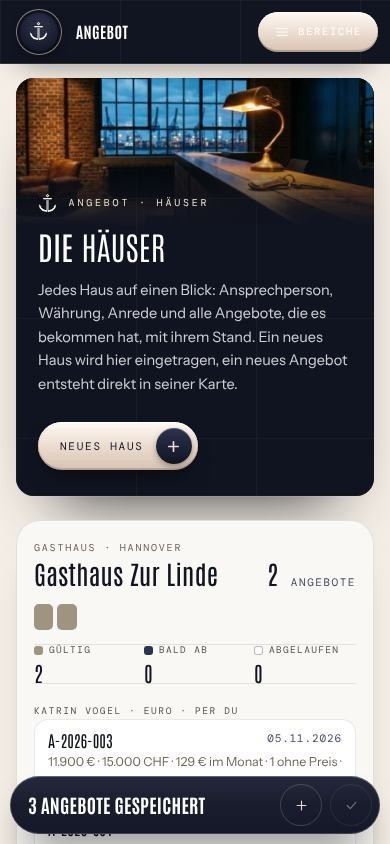 ANGEBOT
BEREICHE
ANGEBOT · HÄUSER
DIE HÄUSER
Jedes Haus auf einen Blick: Ansprechperson,
Währung, Anrede und alle Angebote, die es
bekommen hat, mit ihrem Stand. Ein neues
Haus wird hier eingetragen, ein neues Angebot
entsteht direkt in seiner Karte.
NEUES HAUS
GASTHAUS · HANNOVER
Gasthaus Zur Linde
2 ANGEBOTE
GÜLTIG
BALD AB
ABGELAUFEN
2
0
0
KATRIN VOGEL · EURO · PER DU
A-2026-003
05.11.2026
11.900 € · 15.000 CHF · 129 € im Monat · 1 ohne Preis ·
3 ANGEBOTE GESPEICHERT